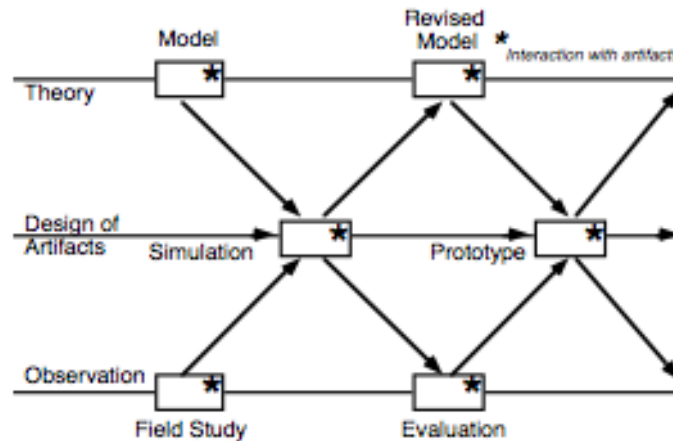 Model
Revised
Model
*Interaction with artifact
Theory
Design of
Artifacts
Simulation
Prototype
Observation
Field Study
Evaluation